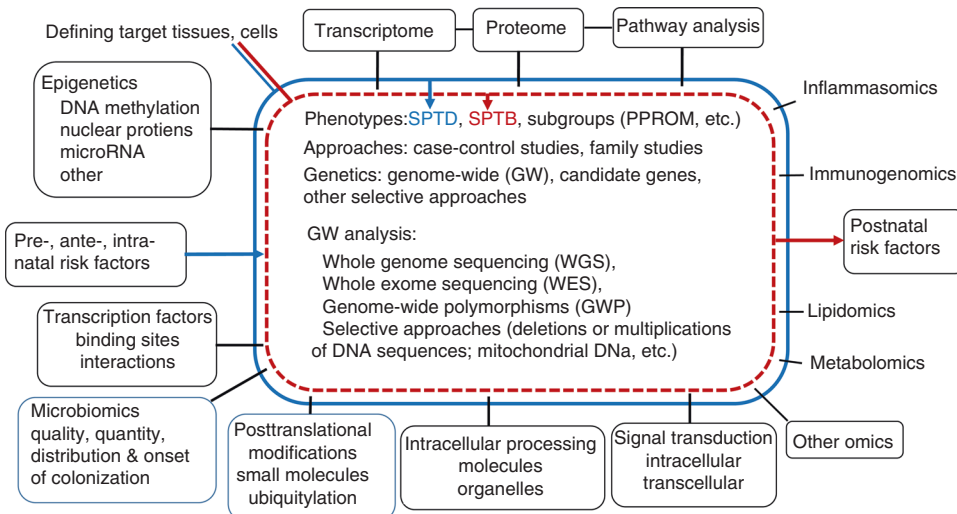 Defining target tissues, cells
Transcriptome
Proteome
Pathway analysis
Epigenetics
DNA methylation
nuclear protiens
microRNA
other
Pre-, ante-, intra-
natal risk factors
Transcription factors
binding sites
interactions
Microbiomics
quality, quantity,
distribution & onset
of colonization
Phenotypes:SPTD, SPTB, subgroups (PPROM, etc.)
Approaches: case-control studies, family studies
Genetics: genome-wide (GW), candidate genes,
other selective approaches
GW analysis:
Whole genome sequencing (WGS),
Whole exome sequencing (WES),
Genome-wide polymorphisms (GWP)
Selective approaches (deletions or multiplications
of DNA sequences; mitochondrial DNa, etc.)
Inflammasomics
Immunogenomics
Postnatal
risk factors
Lipidomics
Metabolomics
Other omics
Posttranslational
modifications
small molecules
ubiquitylation
Intracellular processing
molecules
organelles
Signal transduction
intracellular
transcellular